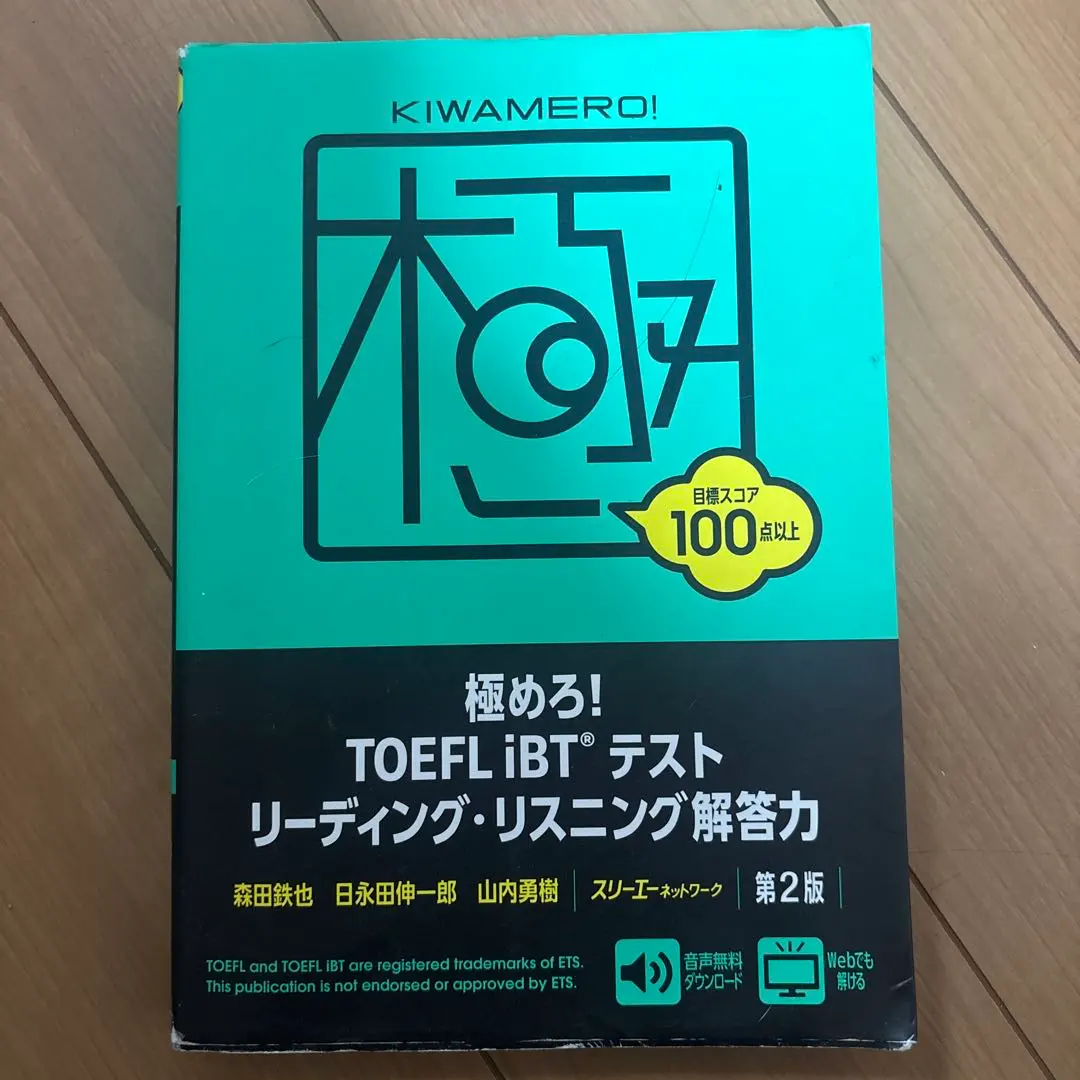 KIWAMERO!
極
目標スコア
100点以上
極めろ!
TOEFL iBT® テスト
リーディング・リスニング解答力
森田鉄也 日永田伸一郎 山内勇樹 スリーエーネットワーク 第2版
TOEFL and TOEFL iBT are registered trademarks of ETS.
This publication is not endorsed or approved by ETS.
音声無料
ダウンロード
Webでも
解ける